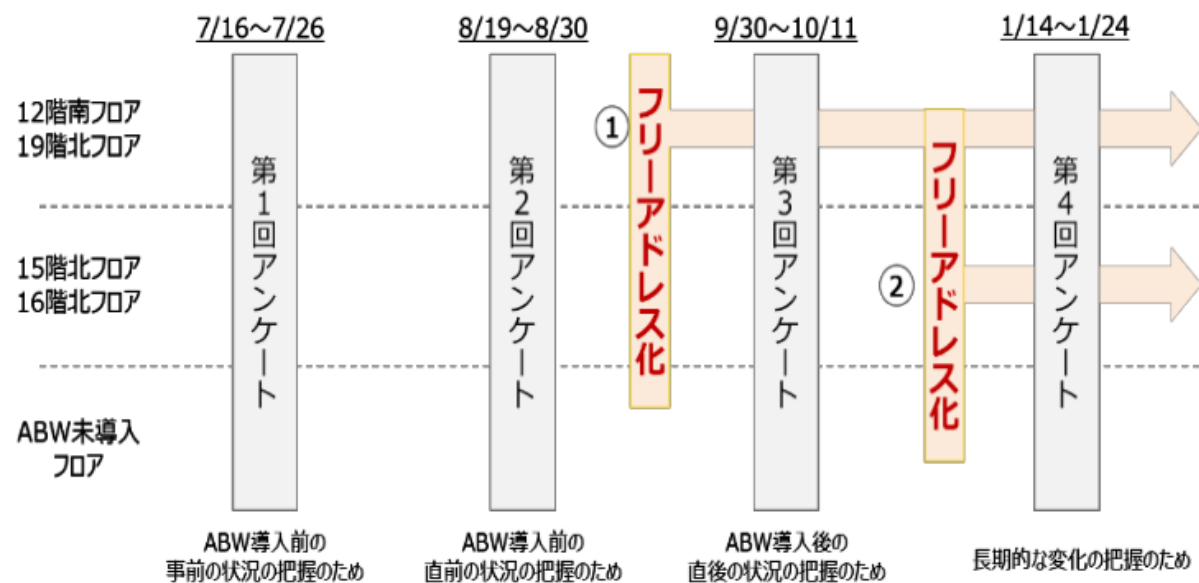 7/16～7/26
8/19～8/30
9/30～10/11
1/14～1/24
12階南フロア
19階北フロア
15階北フロア
16階北フロア
ABW未導入
フロア
第1回アンケート
第2回アンケート
①
フリーアドレス化
第3回アンケート
②
フリーアドレス化
第4回アンケート
ABW導入前の
事前の状況の把握のため
ABW導入前の
直前の状況の把握のため
ABW導入後の
直後の状況の把握のため
長期的な変化の把握のため